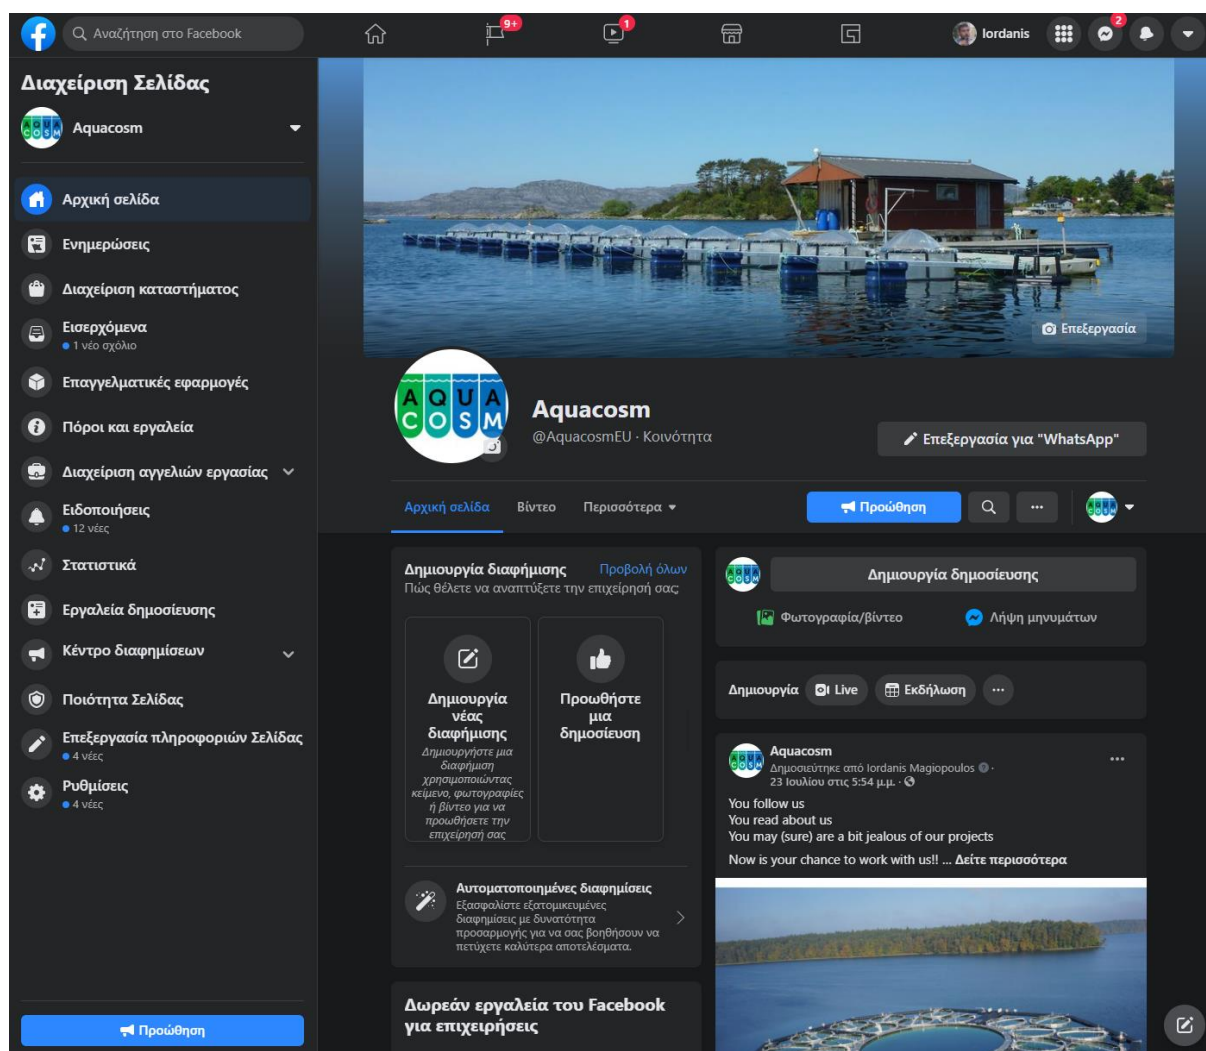 Αναζήτηση στο Facebook
9+
1
Iordanis
2
Διαχείριση Σελίδας
AQUA
COSM
Aquacosm
Αρχική σελίδα
Ενημερώσεις
Διαχείριση καταστήματος
Εισερχόμενα
1 νέο σχόλιο
Επαγγελματικές εφαρμογές
Πόροι και εργαλεία
Διαχείριση αγγελιών εργασίας
Ειδοποιήσεις
12 νέες
Στατιστικά
Εργαλεία δημοσίευσης
Κέντρο διαφημίσεων
Ποιότητα Σελίδας
Επεξεργασία πληροφοριών Σελίδας
4 νέες
Ρυθμίσεις
4 νέες
Προώθηση
Επεξεργασία
AQUA
COSM
Aquacosm
@AquacosmEU · Κοινότητα
Επεξεργασία για "WhatsApp"
Αρχική σελίδα Βίντεο Περισσότερα
Προώθηση
Δημιουργία διαφήμισης Προβολή όλων
Πώς θέλετε να αναπτύξετε την επιχείρησή σας;
Δημιουργία
νέας
διαφήμισης
Δημιουργήστε μια
διαφήμιση
χρησιμοποιώντας
κείμενο, φωτογραφίες
ή βίντεο για να
προωθήσετε την
επιχείρησή σας
Προωθήστε
μια
δημοσίευση
Αυτοματοποιημένες διαφημίσεις
Εξασφαλίστε εξατομικευμένες
διαφημίσεις με δυνατότητα
προσαρμογής για να σας βοηθήσουν να
πετύχετε καλύτερα αποτελέσματα.
Δωρεάν εργαλεία του Facebook
για επιχειρήσεις
Δημιουργία δημοσίευσης
Φωτογραφία/βίντεο Λήψη μηνυμάτων
Δημιουργία Live Εκδήλωση
Aquacosm
Δημοσιεύτηκε από Iordanis Magiopoulos ·
23 Ιουλίου στις 5:54 μ.μ. ·
You follow us
You read about us
You may (sure) are a bit jealous of our projects
Now is your chance to work with us!! ... Δείτε περισσότερα